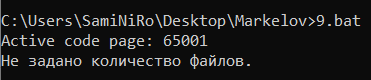 C:\Users\SamiNiRo\Desktop\Markelov>9.bat
Active code page: 65001
Не задано количество файлов.